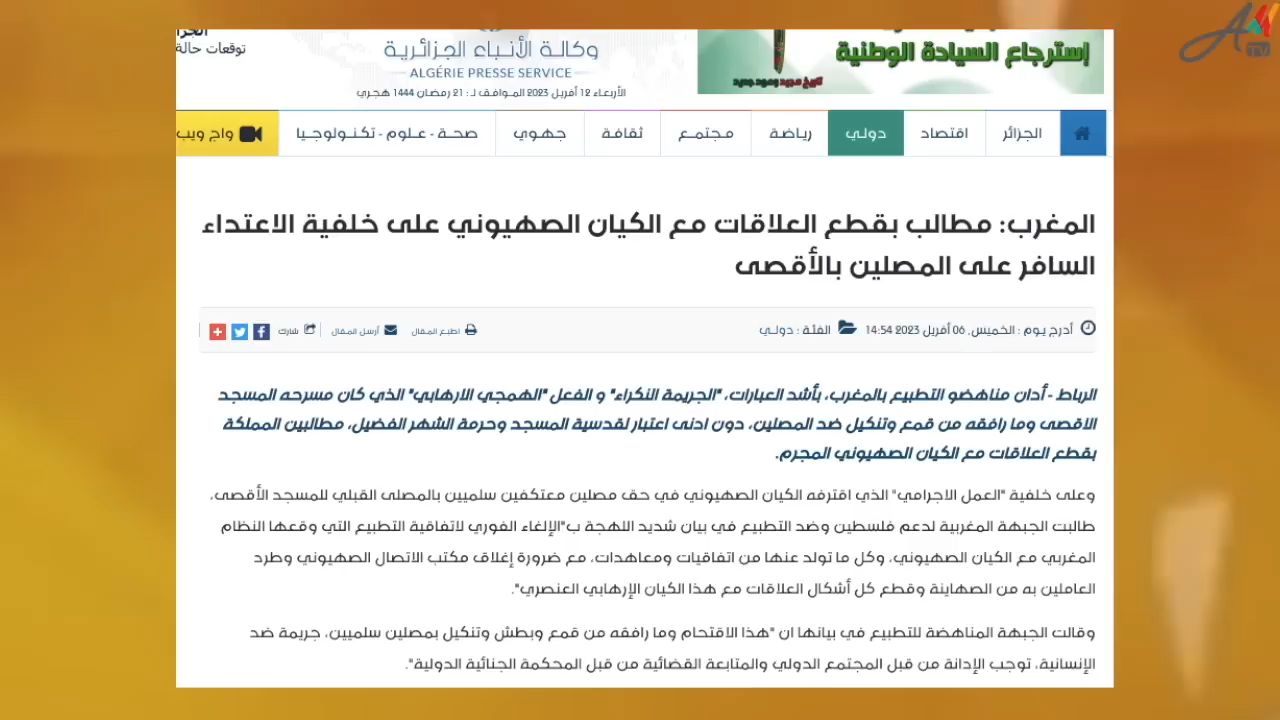 الجزائر
توقعات حالة
وكالة الأنباء الجزائرية
ALGÉRIE PRESSE SERVICE
الأربعاء 12 أفريل 2023 الموافق لـ : 21 رمضان 1444 هجري
إسترجاع السيادة الوطنية
تاريخ مجيد وعهد جديد
A TV
الجزائر اقتصاد دولي رياضة مجتمع ثقافة جهوي صحة - علوم - تكنولوجيا واج ويب
المغرب: مطالب بقطع العلاقات مع الكيان الصهيوني على خلفية الاعتداء
السافر على المصلين بالأقصى
أدرج يوم : الخميس, 06 أفريل 2023 14:54 الفئة : دولي اطبع المقال أرسل المقال شارك
الرباط - أدان مناهضو التطبيع بالمغرب، بأشد العبارات، "الجريمة النكراء" و الفعل "الهمجي الارهابي" الذي كان مسرحه المسجد
الاقصى وما رافقه من قمع وتنكيل ضد المصلين، دون ادنى اعتبار لقدسية المسجد وحرمة الشهر الفضيل، مطالبين المملكة
بقطع العلاقات مع الكيان الصهيوني المجرم.
وعلى خلفية "العمل الاجرامي" الذي اقترفه الكيان الصهيوني في حق مصلين معتكفين سلميين بالمصلى القبلي للمسجد الأقصى،
طالبت الجبهة المغربية لدعم فلسطين وضد التطبيع في بيان شديد اللهجة ب"الإلغاء الفوري لاتفاقية التطبيع التي وقعها النظام
المغربي مع الكيان الصهيوني، وكل ما تولد عنها من اتفاقيات ومعاهدات، مع ضرورة إغلاق مكتب الاتصال الصهيوني وطرد
العاملين به من الصهاينة وقطع كل أشكال العلاقات مع هذا الكيان الإرهابي العنصري".
وقالت الجبهة المناهضة للتطبيع في بيانها ان "هذا الاقتحام وما رافقه من قمع وبطش وتنكيل بمصلين سلميين، جريمة ضد
الإنسانية، توجب الإدانة من قبل المجتمع الدولي والمتابعة القضائية من قبل المحكمة الجنائية الدولية".